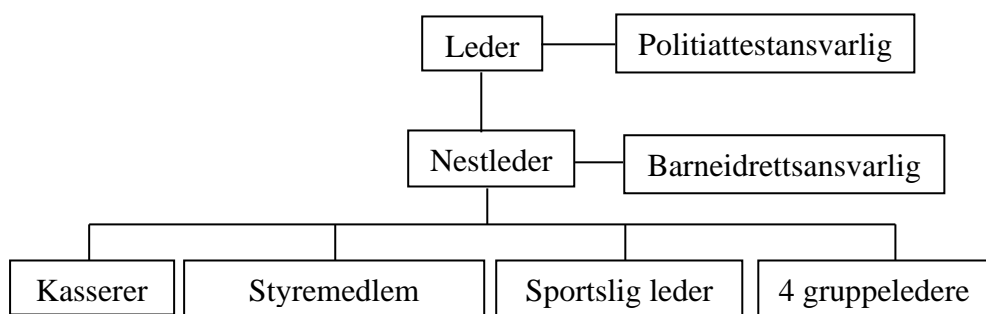 Leder
Politiattestansvarlig
Nestleder
Barneidrettsansvarlig
Kasserer
Styremedlem
Sportslig leder
4 gruppeledere